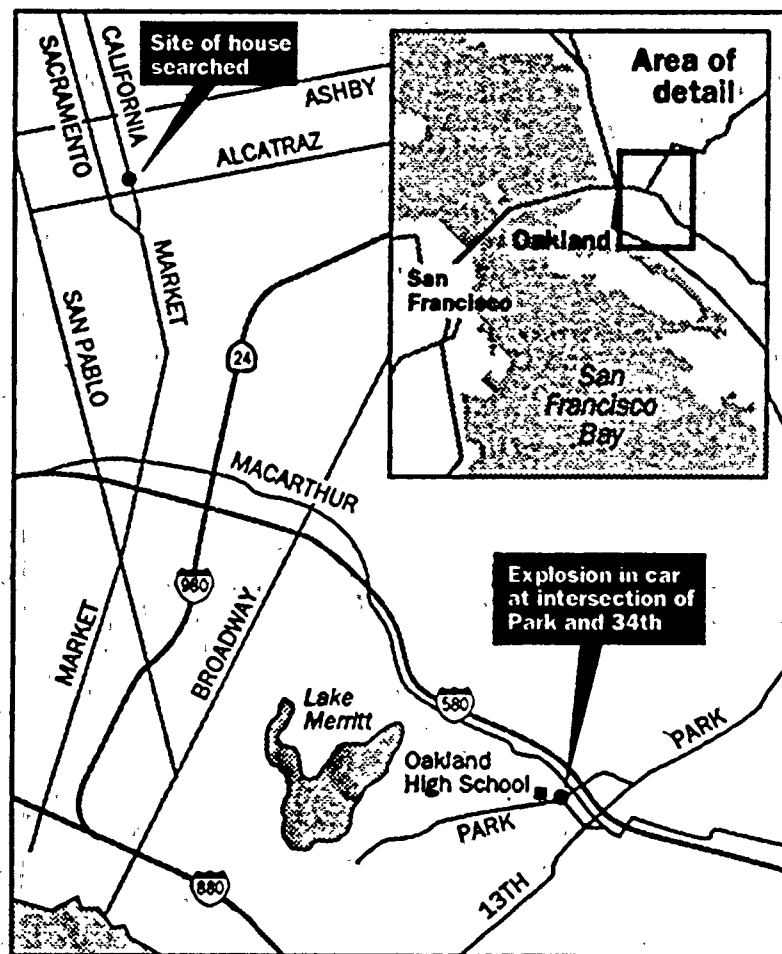 Site of house
searched
CALIFORNIA
SACRAMENTO
ASHBY
ALCATRAZ
MARKET
SAN PABLO
24
Area of
detail
Oakland
San
Francisco
San
Francisco
Bay
MACARTHUR
980
BROADWAY
MARKET
Explosion in car
at intersection of
Park and 34th
Lake
Merritt
580
PARK
Oakland
High School
PARK
880
13TH